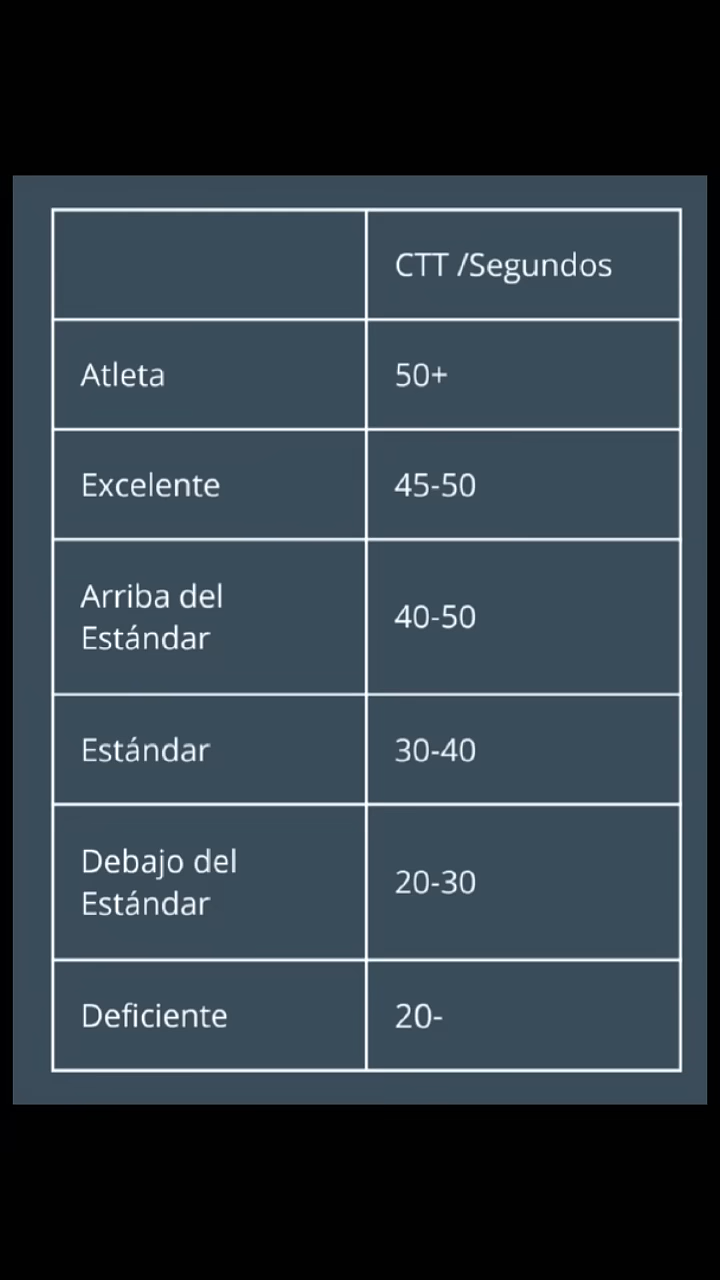 CTT /Segundos
Atleta
50+
Excelente
45-50
Arriba del
Estándar
40-50
Estándar
30-40
Debajo del
Estándar
20-30
Deficiente
20-